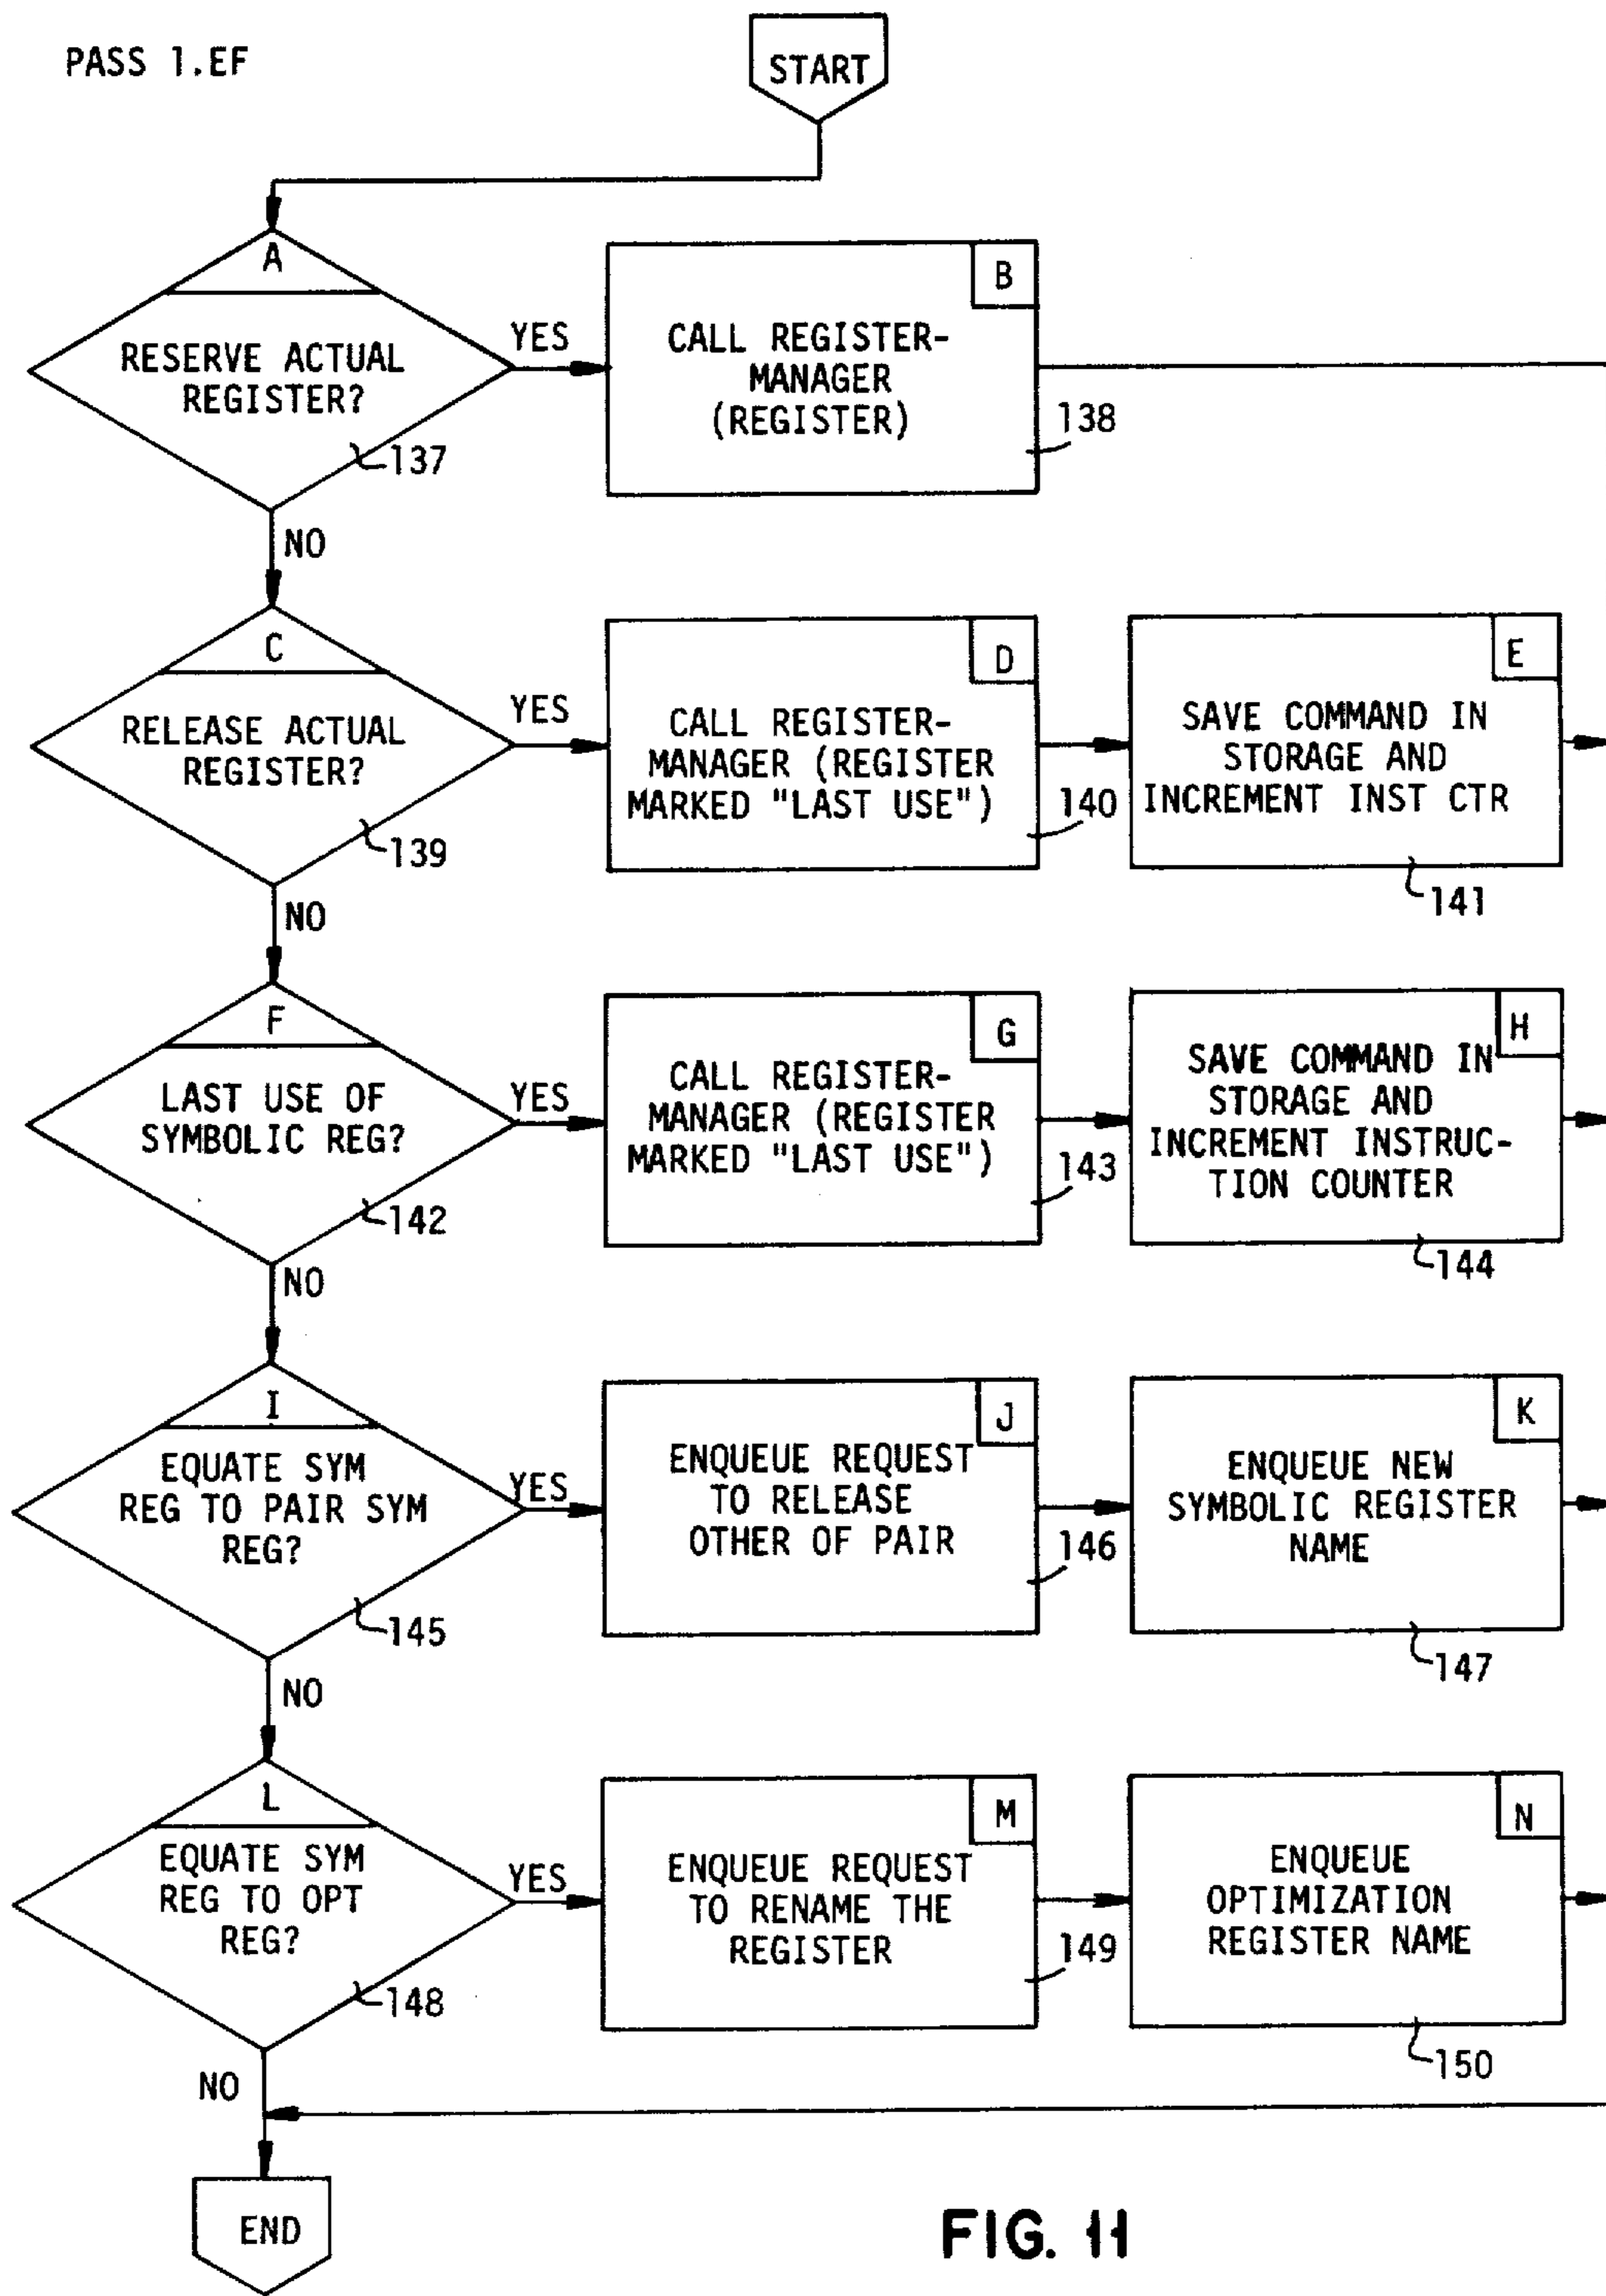 PASS 1.EF
START
A
RESERVE ACTUAL
REGISTER?
137
YES
B
CALL REGISTER-
MANAGER
(REGISTER)
138
NO
C
RELEASE ACTUAL
REGISTER?
139
YES
D
CALL REGISTER-
MANAGER (REGISTER
MARKED "LAST USE")
140
E
SAVE COMMAND IN
STORAGE AND
INCREMENT INST CTR
141
NO
F
LAST USE OF
SYMBOLIC REG?
142
YES
G
CALL REGISTER-
MANAGER (REGISTER
MARKED "LAST USE")
143
H
SAVE COMMAND IN
STORAGE AND
INCREMENT INSTRUC-
TION COUNTER
144
NO
I
EQUATE SYM
REG TO PAIR SYM
REG?
145
YES
J
ENQUEUE REQUEST
TO RELEASE
OTHER OF PAIR
146
K
ENQUEUE NEW
SYMBOLIC REGISTER
NAME
147
NO
L
EQUATE SYM
REG TO OPT
REG?
148
YES
M
ENQUEUE REQUEST
TO RENAME THE
REGISTER
149
N
ENQUEUE
OPTIMIZATION
REGISTER NAME
150
NO
END
FIG. 11